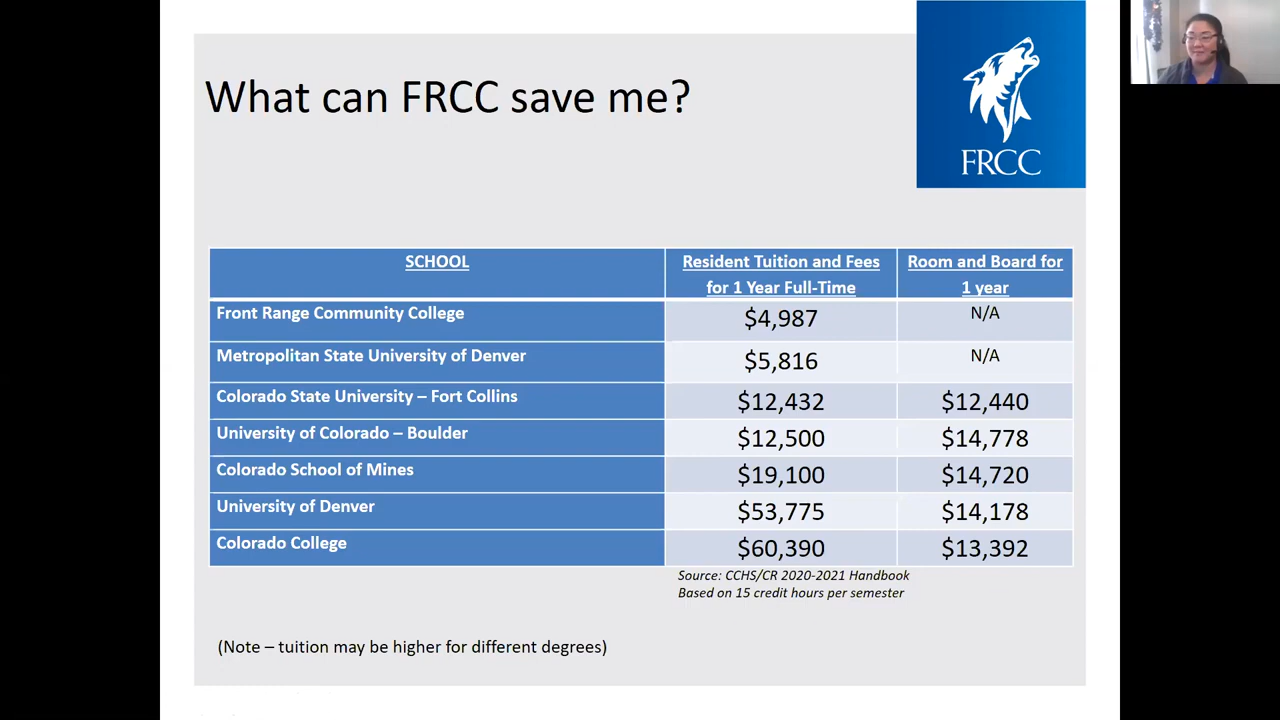 What can FRCC save me?
FRCC
SCHOOL
Resident Tuition and Fees
for 1 Year Full-Time
Room and Board for
1 year
Front Range Community College $4,987 N/A
Metropolitan State University of Denver $5,816 N/A
Colorado State University – Fort Collins $12,432 $12,440
University of Colorado – Boulder $12,500 $14,778
Colorado School of Mines $19,100 $14,720
University of Denver $53,775 $14,178
Colorado College $60,390 $13,392
Source: CCHS/CR 2020-2021 Handbook
Based on 15 credit hours per semester
(Note – tuition may be higher for different degrees)